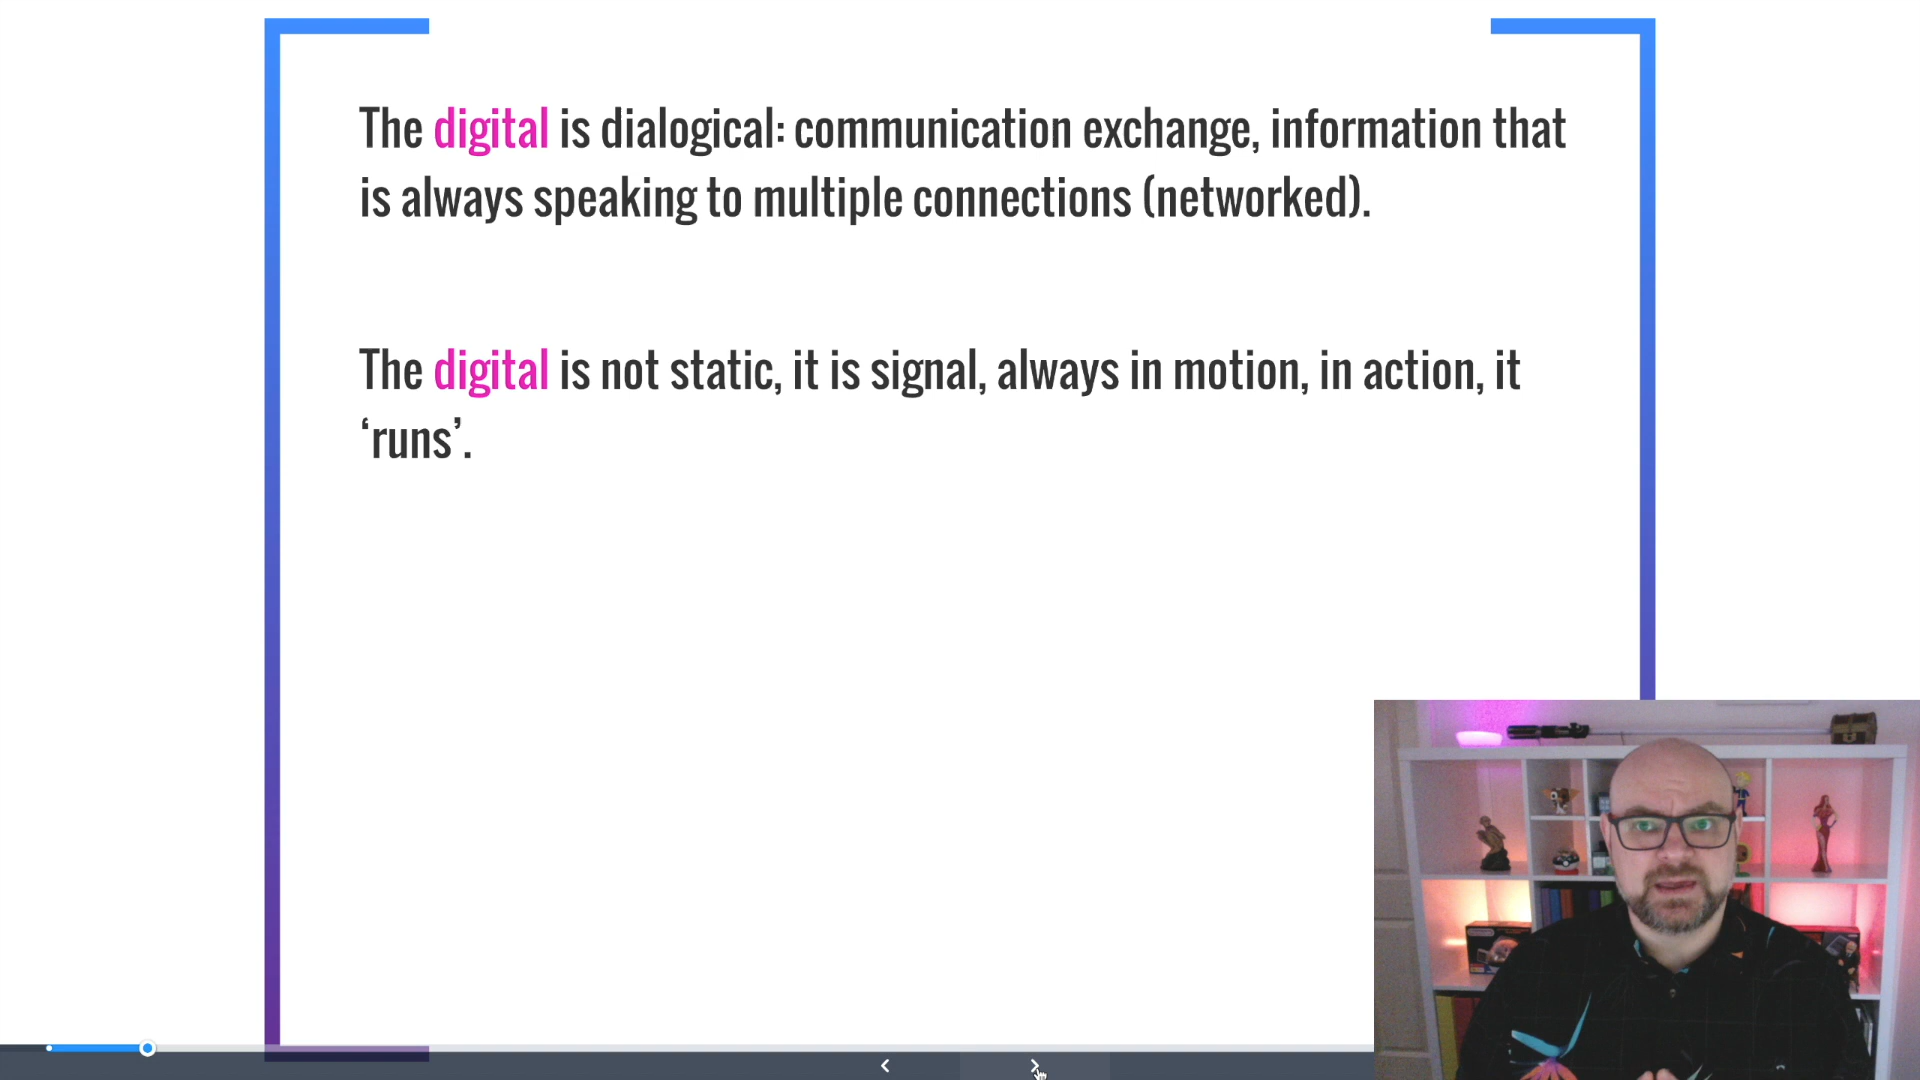 The digital is dialogical: communication exchange, information that
is always speaking to multiple connections (networked).
The digital is not static, it is signal, always in motion, in action, it
‘runs’.